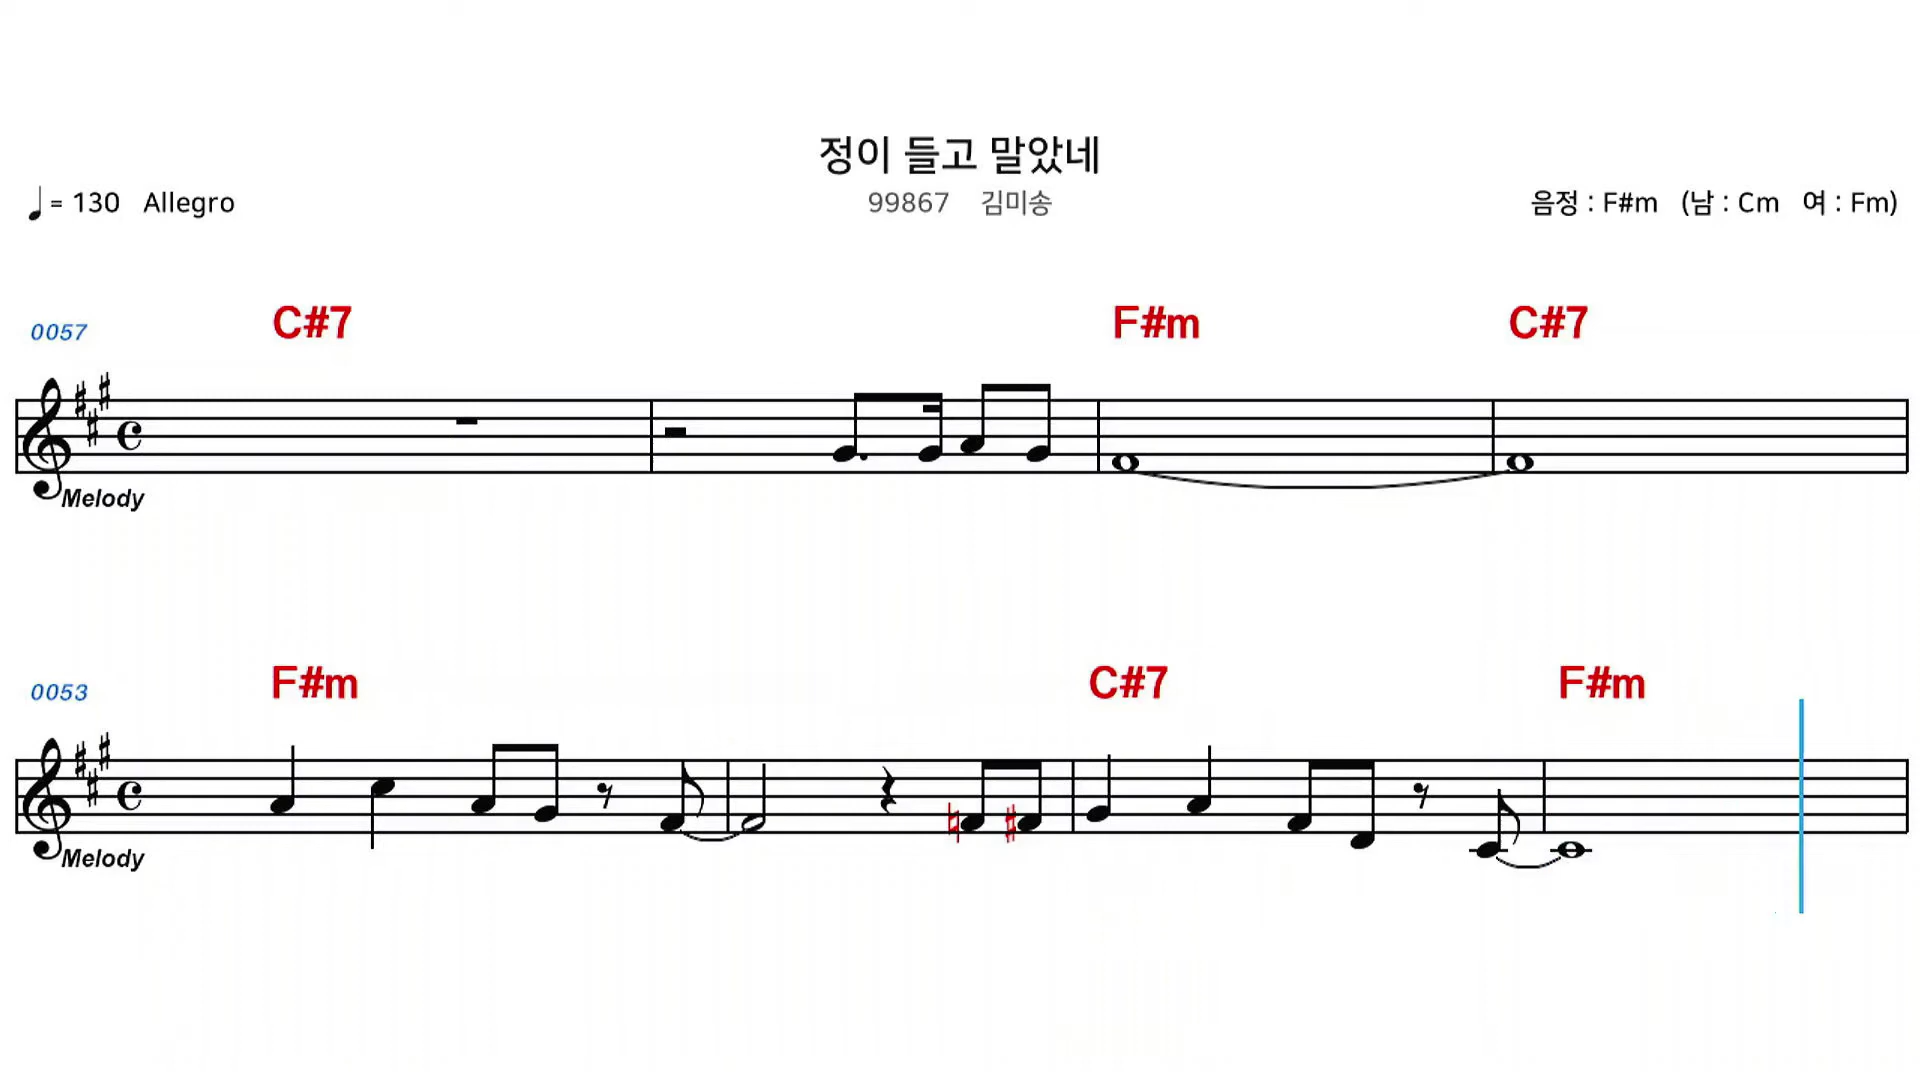 정이 들고 말았네
♩= 130 Allegro
99867 김미송
음정 : F#m (남 : Cm 여 : Fm)
C#7 F#m C#7
0057
Melody
F#m C#7 F#m
0053
Melody